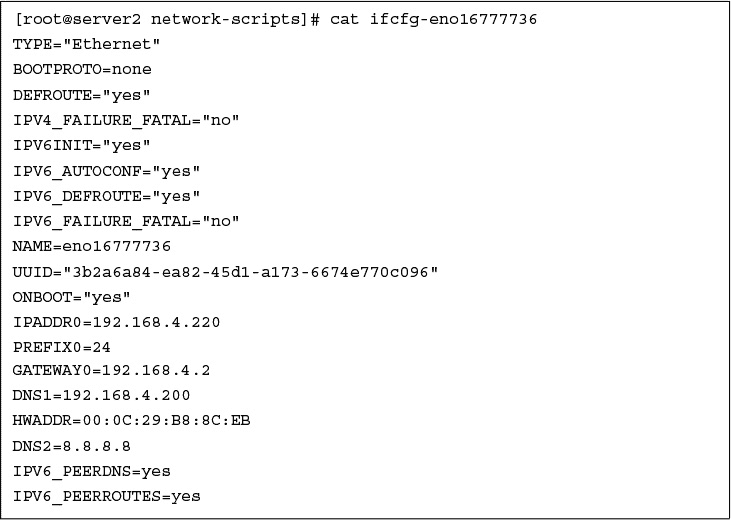 [root@server2 network-scripts]# cat ifcfg-eno16777736
TYPE="Ethernet"
BOOTPROTO=none
DEFROUTE="yes"
IPV4_FAILURE_FATAL="no"
IPV6INIT="yes"
IPV6_AUTOCONF="yes"
IPV6_DEFROUTE="yes"
IPV6_FAILURE_FATAL="no"
NAME=eno16777736
UUID="3b2a6a84-ea82-45d1-a173-6674e770c096"
ONBOOT="yes"
IPADDR0=192.168.4.220
PREFIX0=24
GATEWAY0=192.168.4.2
DNS1=192.168.4.200
HWADDR=00:0C:29:B8:8C:EB
DNS2=8.8.8.8
IPV6_PEERDNS=yes
IPV6_PEERROUTES=yes